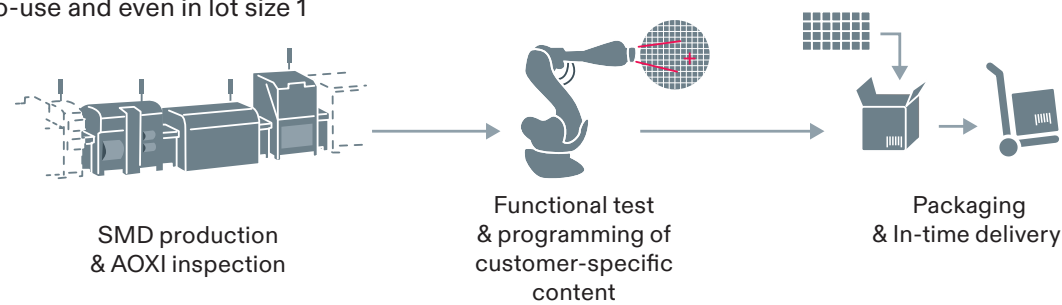 -use and even in lot size 1
SMD production
& AOXI inspection
Functional test
& programming of
customer-specific
content
Packaging
& In-time delivery